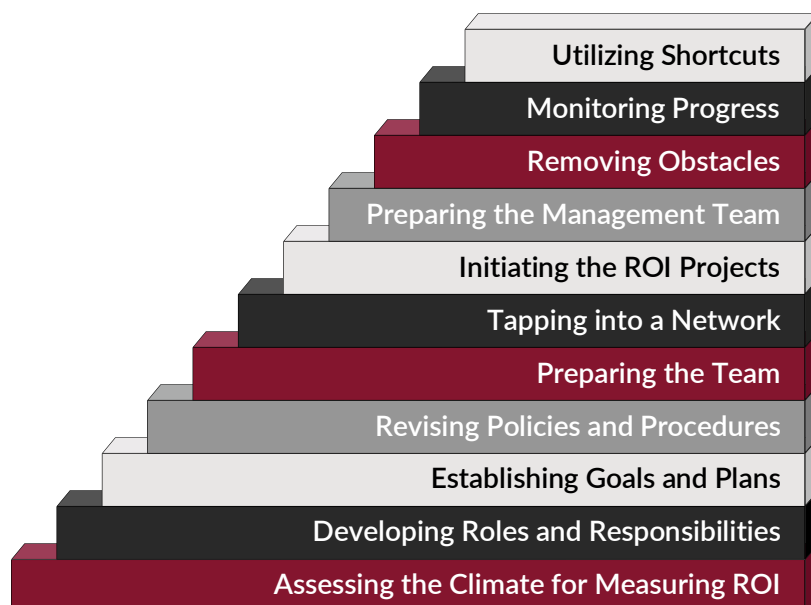 Utilizing Shortcuts
Monitoring Progress
Removing Obstacles
Preparing the Management Team
Initiating the ROI Projects
Tapping into a Network
Preparing the Team
Revising Policies and Procedures
Establishing Goals and Plans
Developing Roles and Responsibilities
Assessing the Climate for Measuring ROI